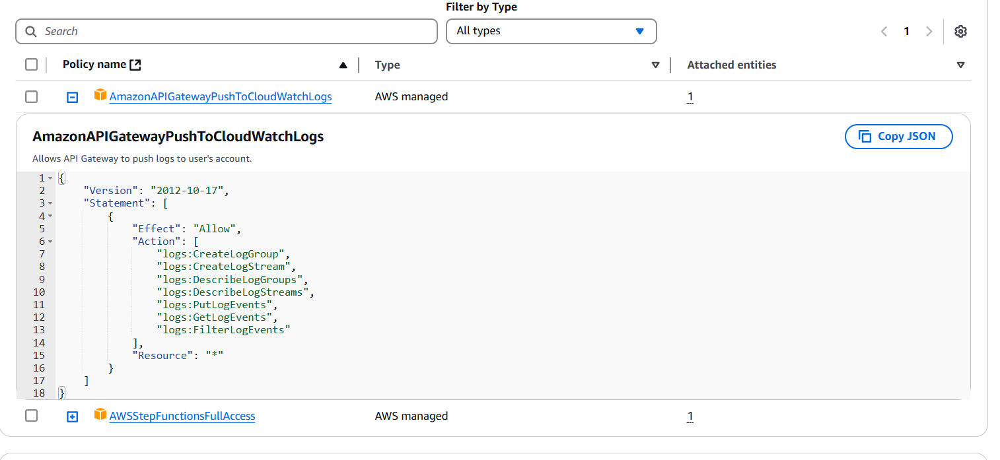 Filter by Type
Search
All types
1
Policy name
Type
Attached entities
AmazonAPIGatewayPushToCloudWatchLogs
AWS managed
1
AmazonAPIGatewayPushToCloudWatchLogs
Copy JSON
Allows API Gateway to push logs to user's account.
1 {
2     "Version": "2012-10-17",
3     "Statement": [
4         {
5             "Effect": "Allow",
6             "Action": [
7                 "logs:CreateLogGroup",
8                 "logs:CreateLogStream",
9                 "logs:DescribeLogGroups",
10                 "logs:DescribeLogStreams",
11                 "logs:PutLogEvents",
12                 "logs:GetLogEvents",
13                 "logs:FilterLogEvents"
14             ],
15             "Resource": "*"
16         }
17     ]
18 }
AWSStepFunctionsFullAccess
AWS managed
1